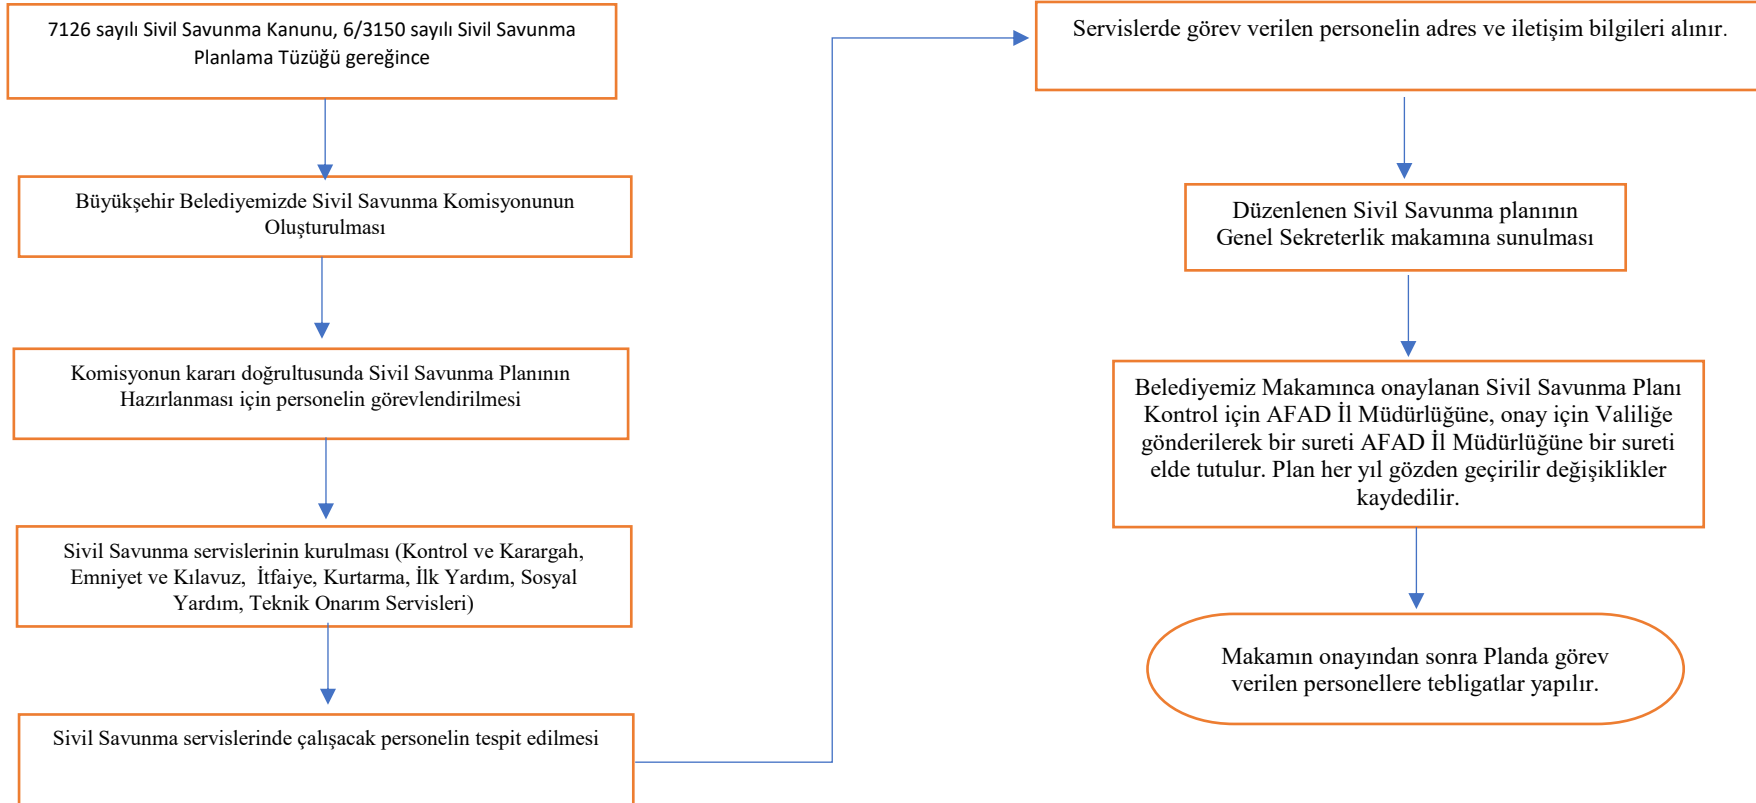 7126 sayılı Sivil Savunma Kanunu, 6/3150 sayılı Sivil Savunma
Planlama Tüzüğü gereğince
Büyükşehir Belediyemizde Sivil Savunma Komisyonunun
Oluşturulması
Komisyonun kararı doğrultusunda Sivil Savunma Planının
Hazırlanması için personelin görevlendirilmesi
Sivil Savunma servislerinin kurulması (Kontrol ve Karargah,
Emniyet ve Kılavuz, İtfaiye, Kurtarma, İlk Yardım, Sosyal
Yardım, Teknik Onarım Servisleri)
Sivil Savunma servislerinde çalışacak personelin tespit edilmesi
Servislerde görev verilen personelin adres ve iletişim bilgileri alınır.
Düzenlenen Sivil Savunma planının
Genel Sekreterlik makamına sunulması
Belediyemiz Makamınca onaylanan Sivil Savunma Planı
Kontrol için AFAD İl Müdürlüğüne, onay için Valiliğe
gönderilerek bir sureti AFAD İl Müdürlüğüne bir sureti
elde tutulur. Plan her yıl gözden geçirilir değişiklikler
kaydedilir.
Makamın onayından sonra Planda görev
verilen personellere tebligatlar yapılır.